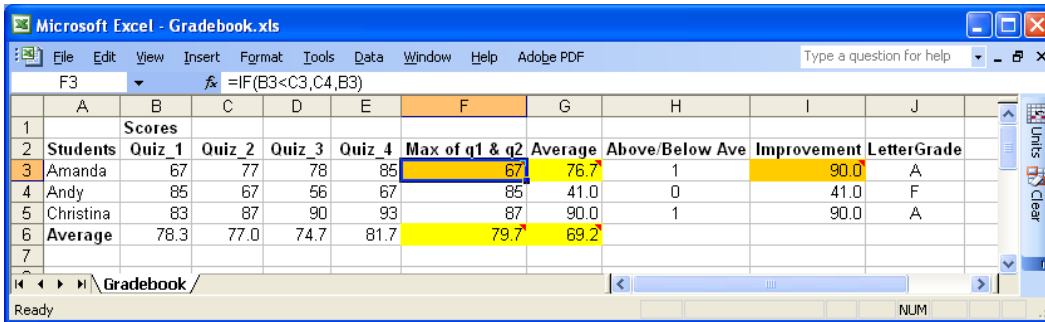 Microsoft Excel - Gradebook.xls
File Edit View Insert Format Tools Data Window Help Adobe PDF Type a question for help
F3 fx =IF(B3<C3,C4,B3)
A B C D E F G H I J
1 Scores
2 Students Quiz_1 Quiz_2 Quiz_3 Quiz_4 Max of q1 & q2 Average Above/Below Ave Improvement LetterGrade
3 Amanda 67 77 78 85 67 76.7 1 90.0 A
4 Andy 85 67 56 67 85 41.0 0 41.0 F
5 Christina 83 87 90 93 87 90.0 1 90.0 A
6 Average 78.3 77.0 74.7 81.7 79.7 69.2
7
Gradebook
Ready NUM
Units
Clear